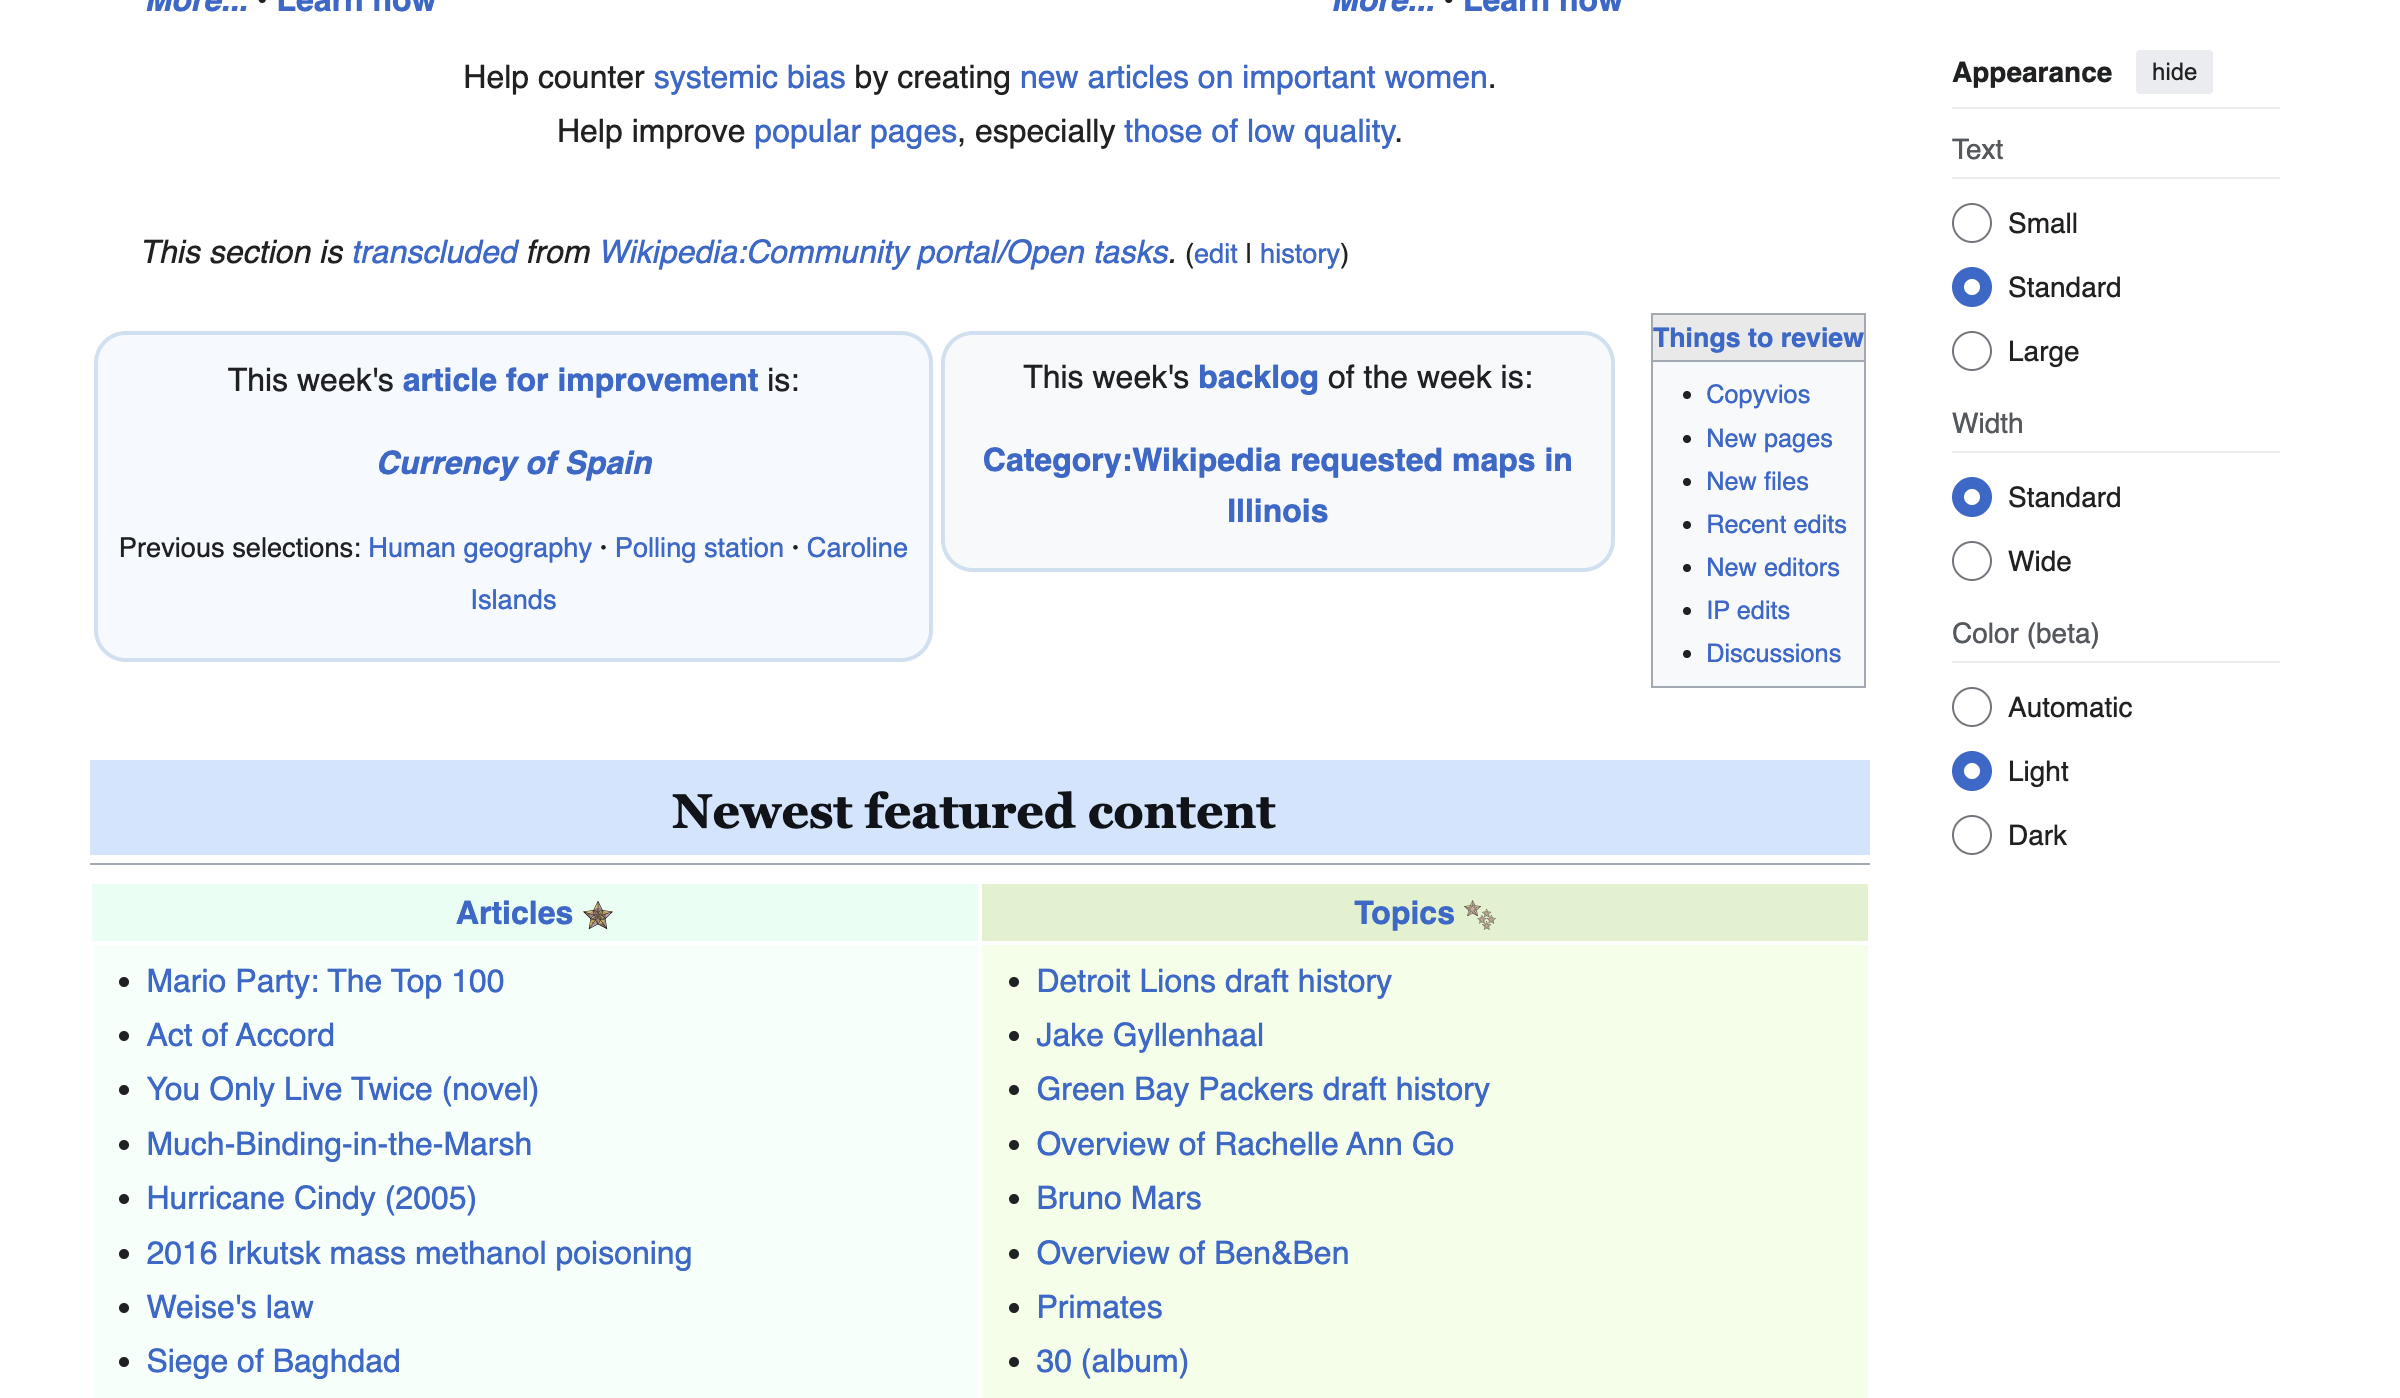 More... · Learn now
More... · Learn now
Help counter systemic bias by creating new articles on important women.
Help improve popular pages, especially those of low quality.
This section is transcluded from Wikipedia:Community portal/Open tasks. (edit | history)
This week's article for improvement is:
Currency of Spain
Previous selections: Human geography · Polling station · Caroline
Islands
This week's backlog of the week is:
Category:Wikipedia requested maps in
Illinois
Things to review
Copyvios
New pages
New files
Recent edits
New editors
IP edits
Discussions
Newest featured content
Articles
Mario Party: The Top 100
Act of Accord
You Only Live Twice (novel)
Much-Binding-in-the-Marsh
Hurricane Cindy (2005)
2016 Irkutsk mass methanol poisoning
Weise's law
Siege of Baghdad
Topics
Detroit Lions draft history
Jake Gyllenhaal
Green Bay Packers draft history
Overview of Rachelle Ann Go
Bruno Mars
Overview of Ben&Ben
Primates
30 (album)
Appearance hide
Text
Small
Standard
Large
Width
Standard
Wide
Color (beta)
Automatic
Light
Dark